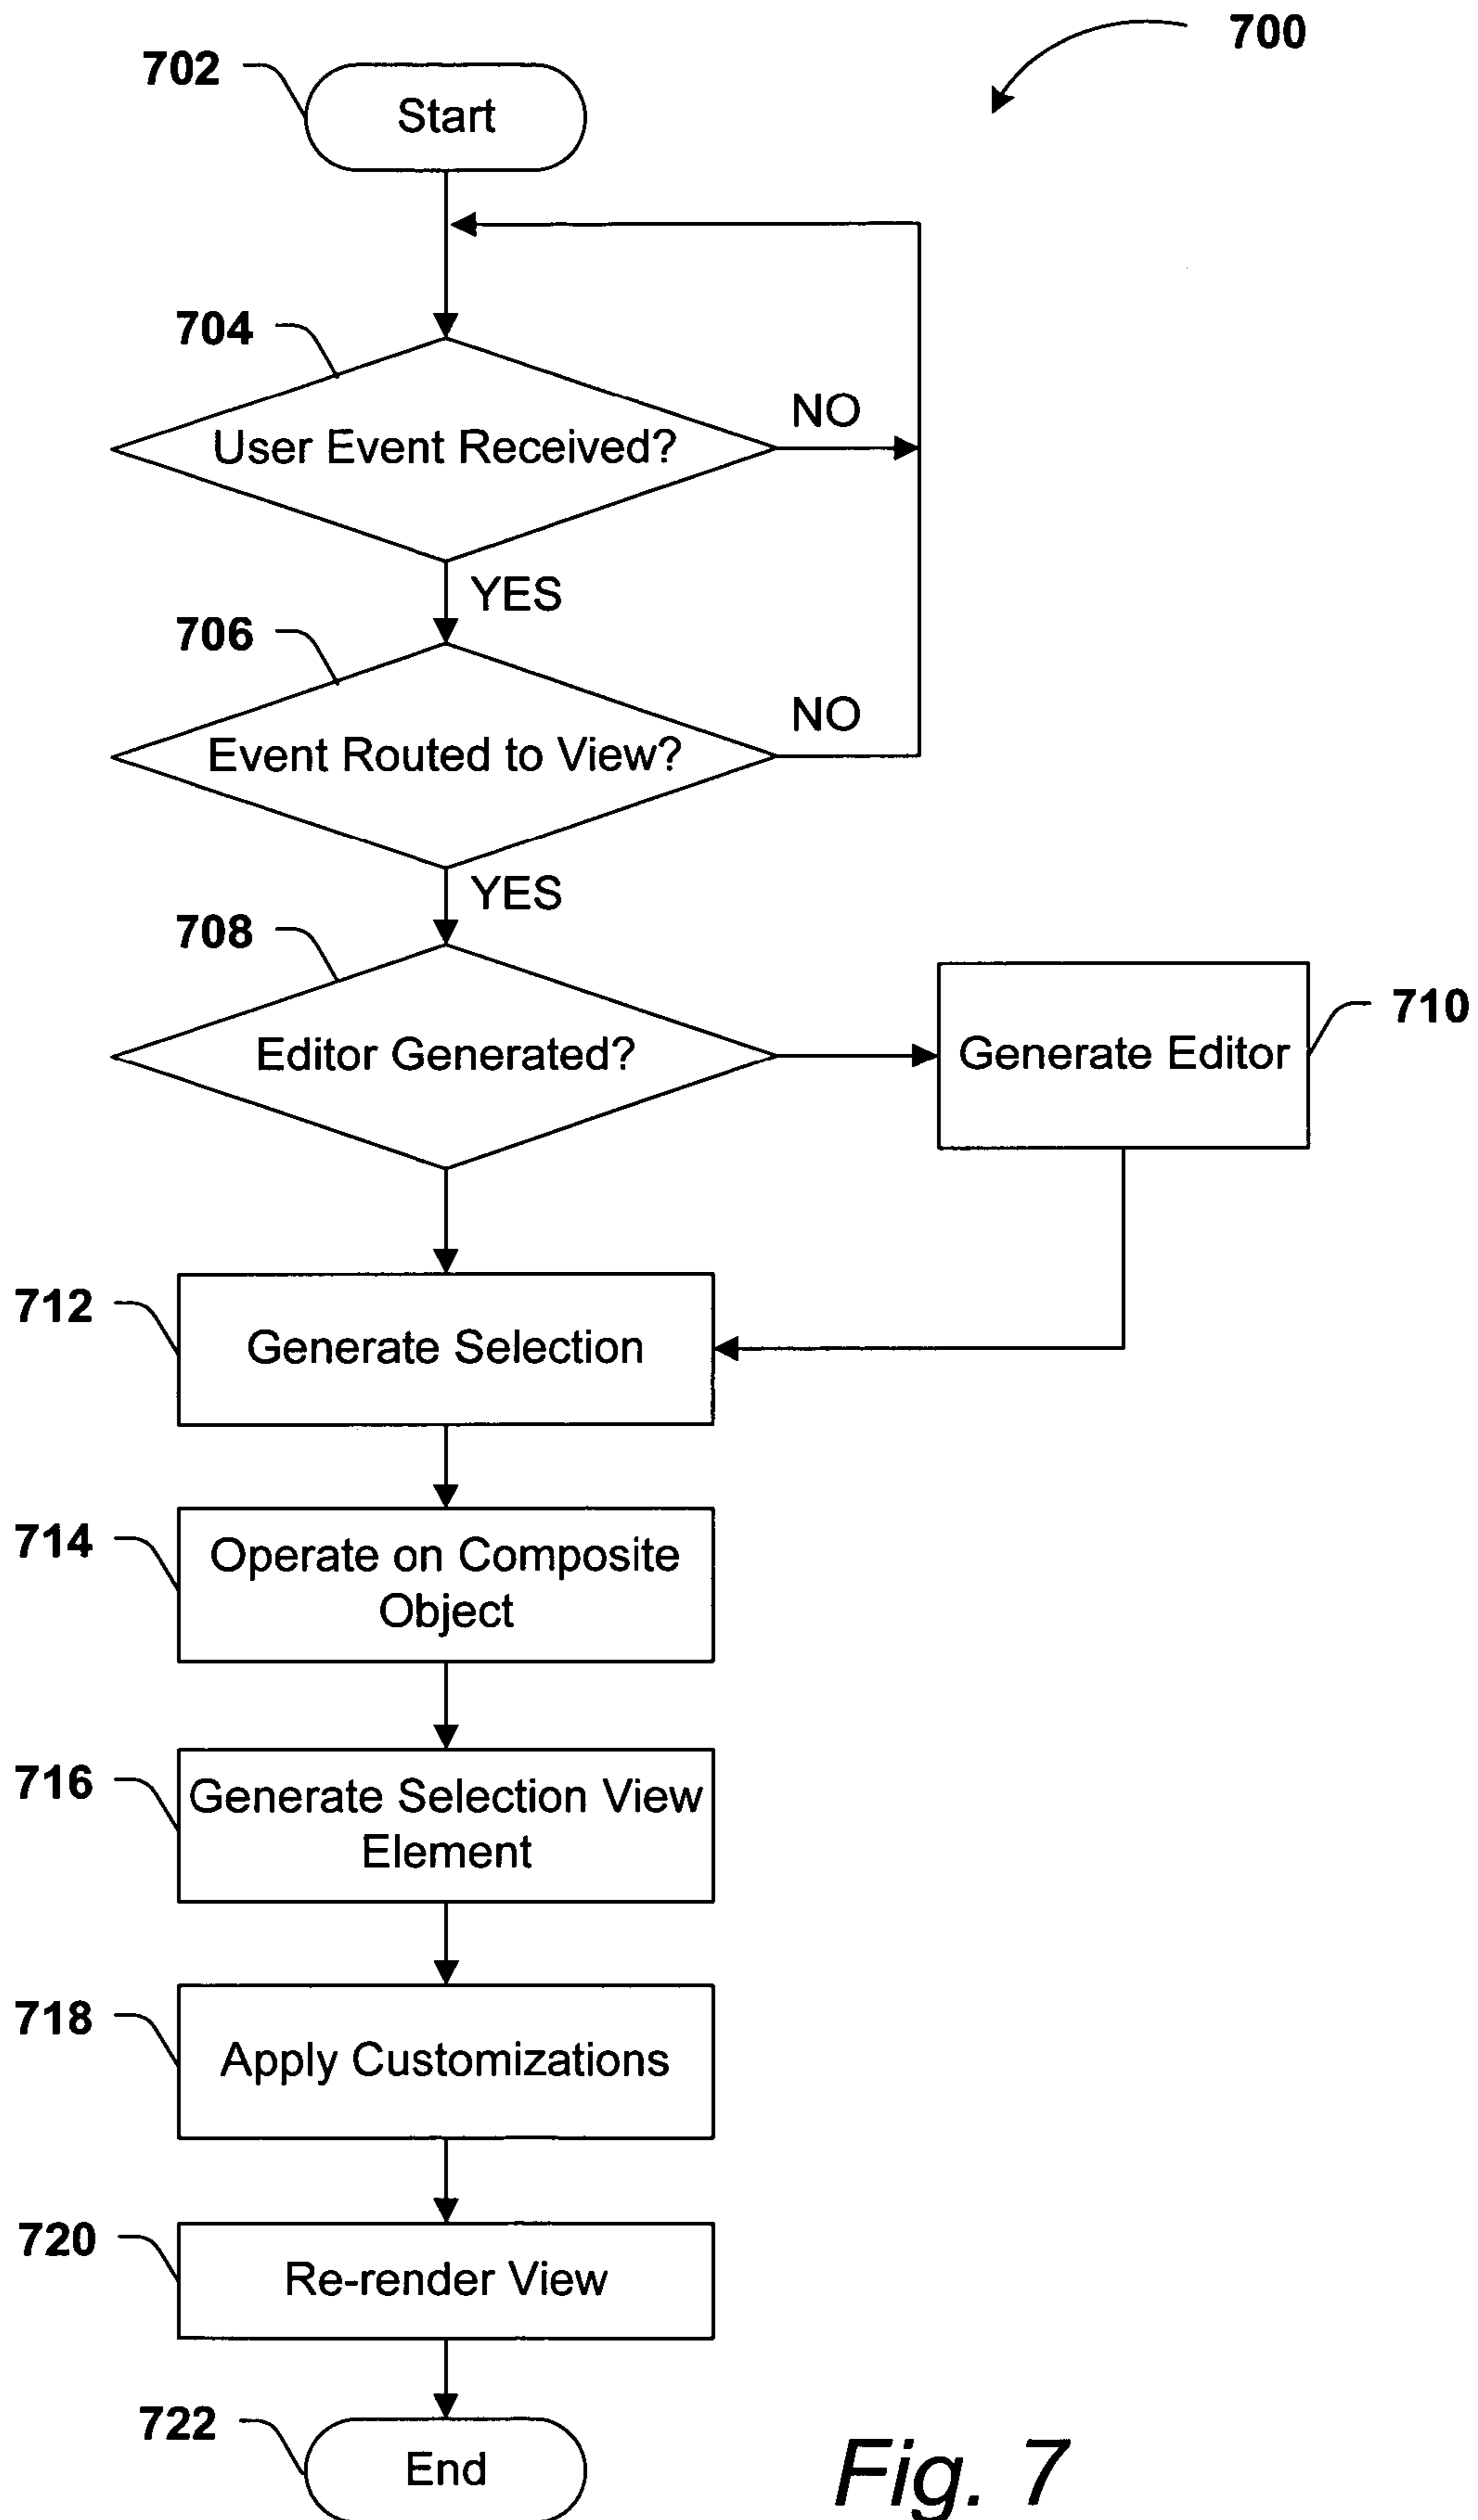 700
702
Start
704
User Event Received?
NO
YES
706
Event Routed to View?
NO
YES
708
Editor Generated?
Generate Editor
710
712
Generate Selection
714
Operate on Composite
Object
716
Generate Selection View
Element
718
Apply Customizations
720
Re-render View
722
End
Fig. 7